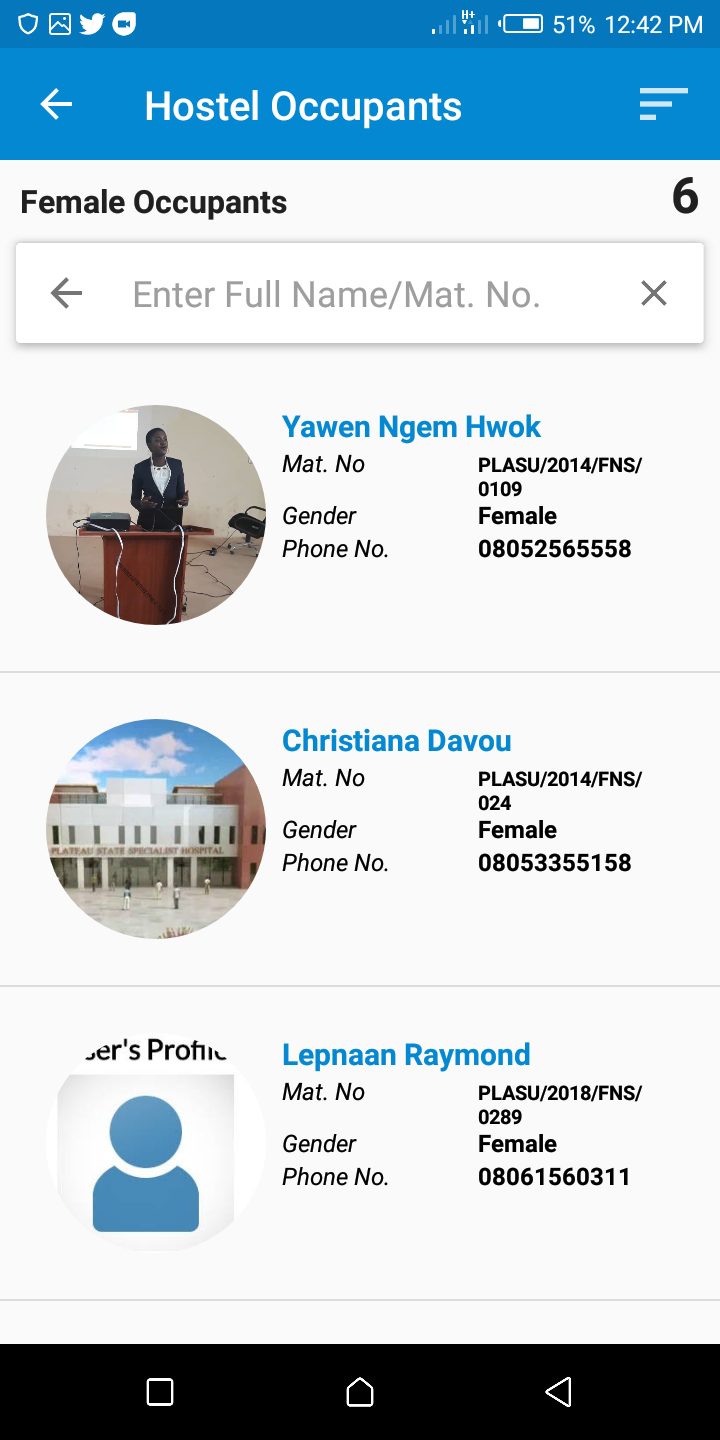 51% 12:42 PM
Hostel Occupants
Female Occupants 6
Enter Full Name/Mat. No.
Yawen Ngem Hwok
Mat. No PLASU/2014/FNS/
0109
Gender Female
Phone No. 08052565558
Christiana Davou
Mat. No PLASU/2014/FNS/
024
Gender Female
Phone No. 08053355158
PLATEAU STATE SPECIALIST HOSPITAL
Lepnaan Raymond
ser's Profile
Mat. No PLASU/2018/FNS/
0289
Gender Female
Phone No. 08061560311